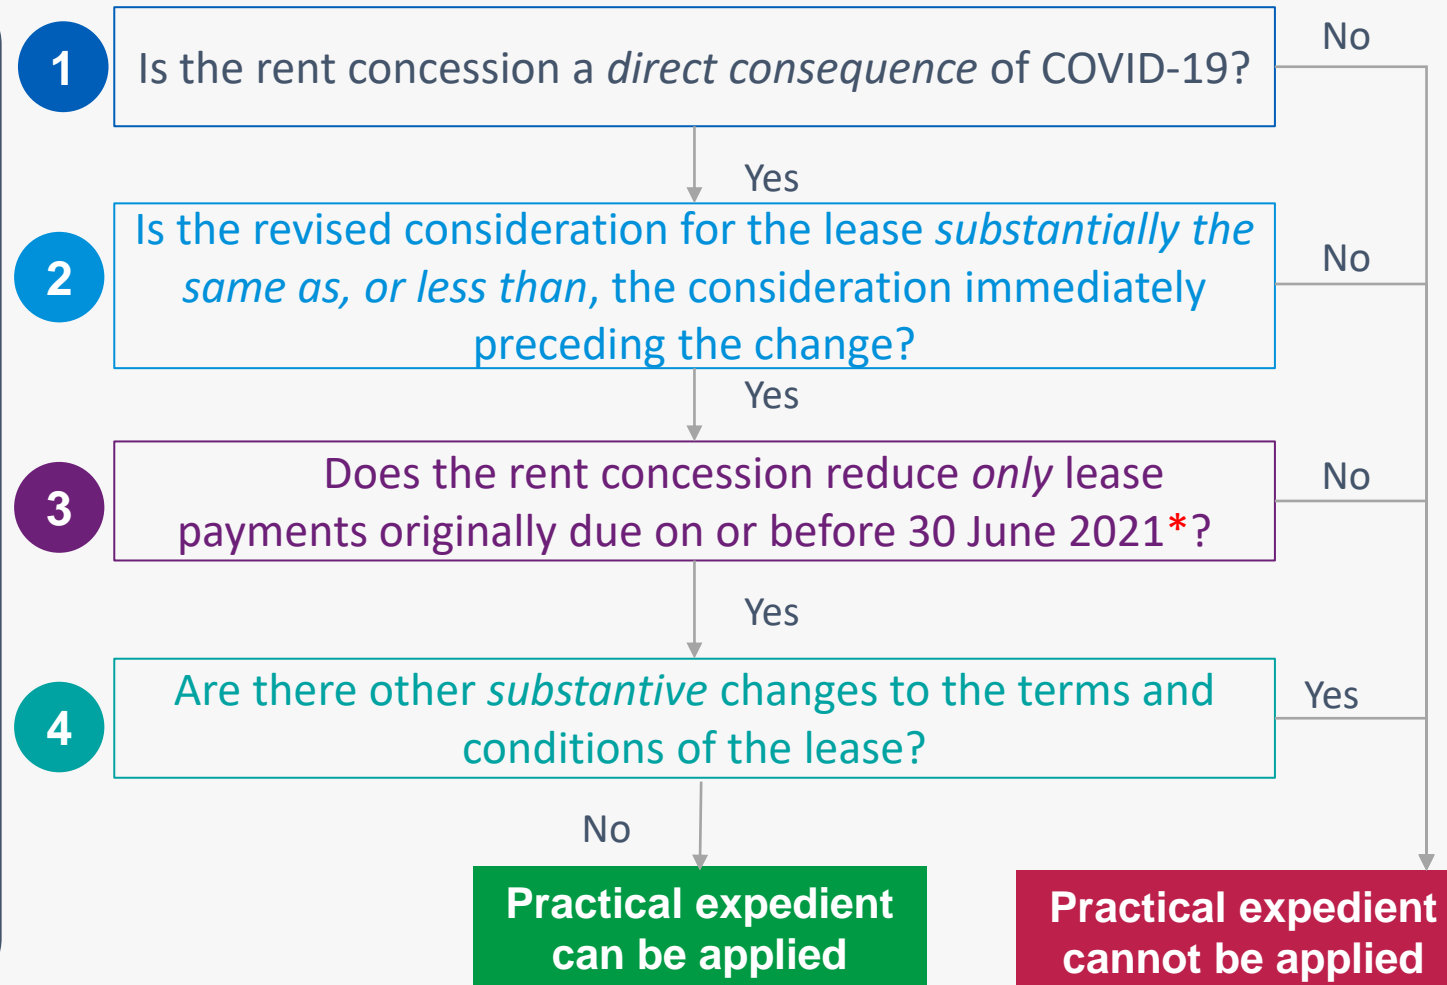 1
Is the rent concession a direct consequence of COVID-19?
No
Yes
2
Is the revised consideration for the lease substantially the
same as, or less than, the consideration immediately
preceding the change?
No
Yes
3
Does the rent concession reduce only lease
payments originally due on or before 30 June 2021*?
No
Yes
4
Are there other substantive changes to the terms and
conditions of the lease?
Yes
No
Practical expedient
can be applied
Practical expedient
cannot be applied